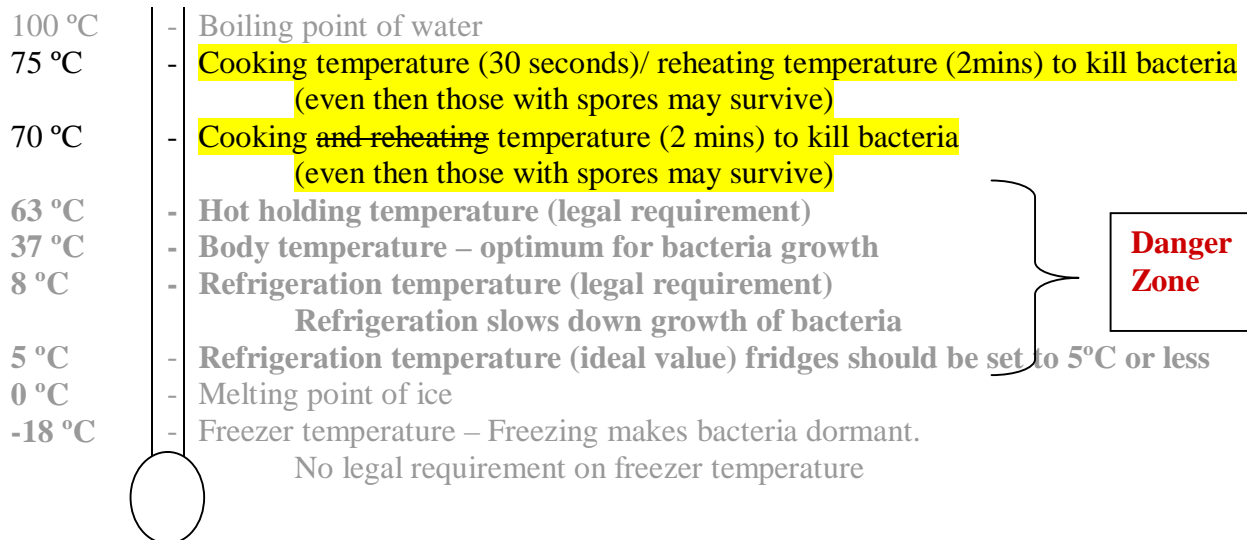 100 ºC - Boiling point of water
75 ºC - Cooking temperature (30 seconds)/ reheating temperature (2mins) to kill bacteria
(even then those with spores may survive)
70 ºC - Cooking and reheating temperature (2 mins) to kill bacteria
(even then those with spores may survive)
63 ºC - Hot holding temperature (legal requirement)
37 ºC - Body temperature – optimum for bacteria growth
8 ºC - Refrigeration temperature (legal requirement)
Refrigeration slows down growth of bacteria
5 ºC - Refrigeration temperature (ideal value) fridges should be set to 5ºC or less
0 ºC - Melting point of ice
-18 ºC - Freezer temperature – Freezing makes bacteria dormant.
No legal requirement on freezer temperature
Danger
Zone